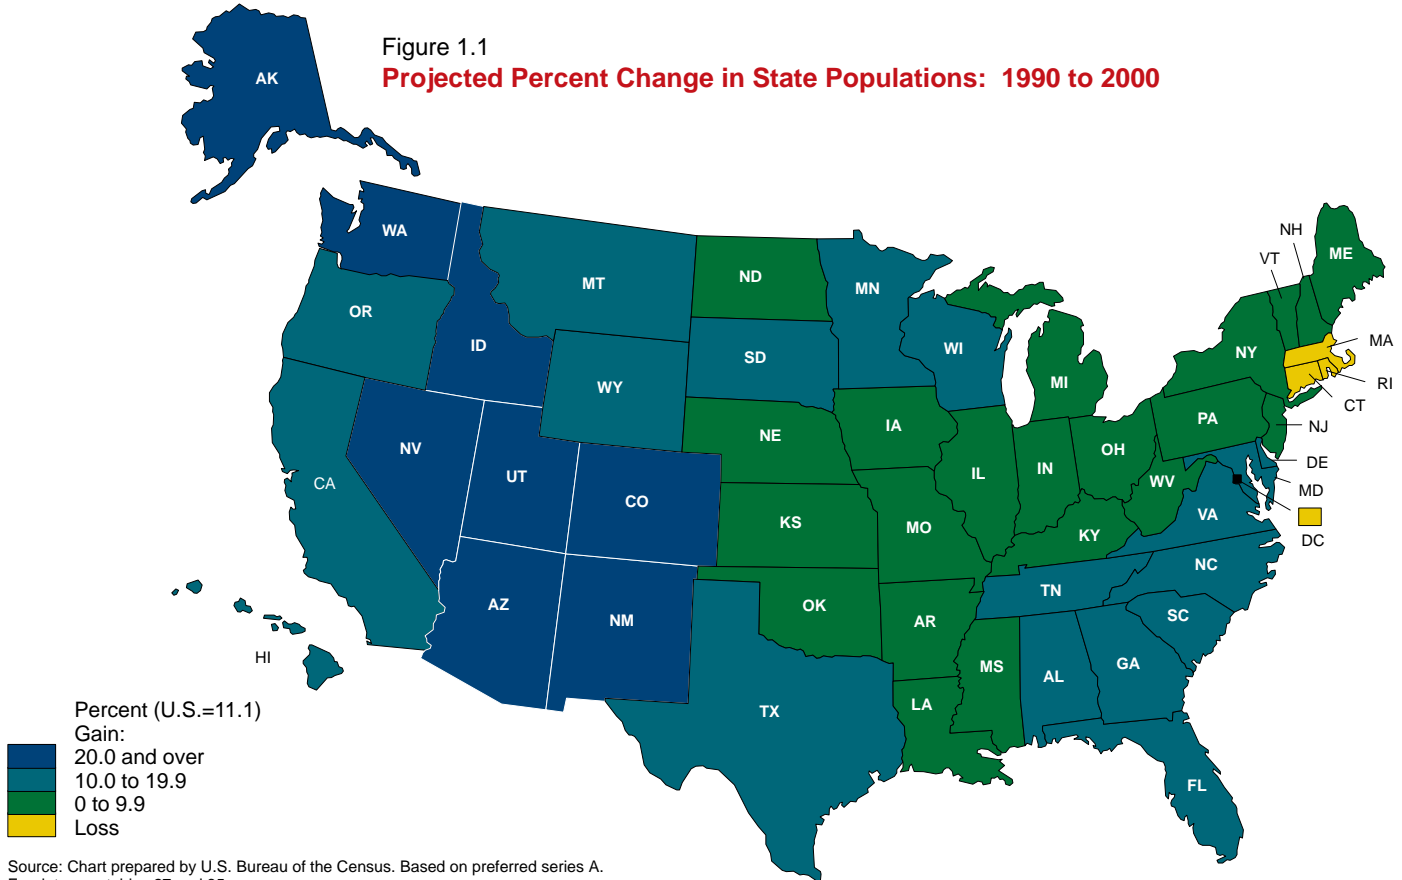 Figure 1.1
Projected Percent Change in State Populations: 1990 to 2000
AK
WA
MT
ND
MN
NH
VT
ME
OR
ID
WY
SD
WI
MI
NY
MA
RI
CT
NV
UT
CO
NE
IA
IL
IN
OH
PA
NJ
DE
MD
DC
CA
KS
MO
KY
WV
VA
AZ
NM
OK
AR
TN
NC
SC
HI
TX
LA
MS
AL
GA
FL
Percent (U.S.=11.1)
Gain:
20.0 and over
10.0 to 19.9
0 to 9.9
Loss
Source: Chart prepared by U.S. Bureau of the Census. Based on preferred series A.